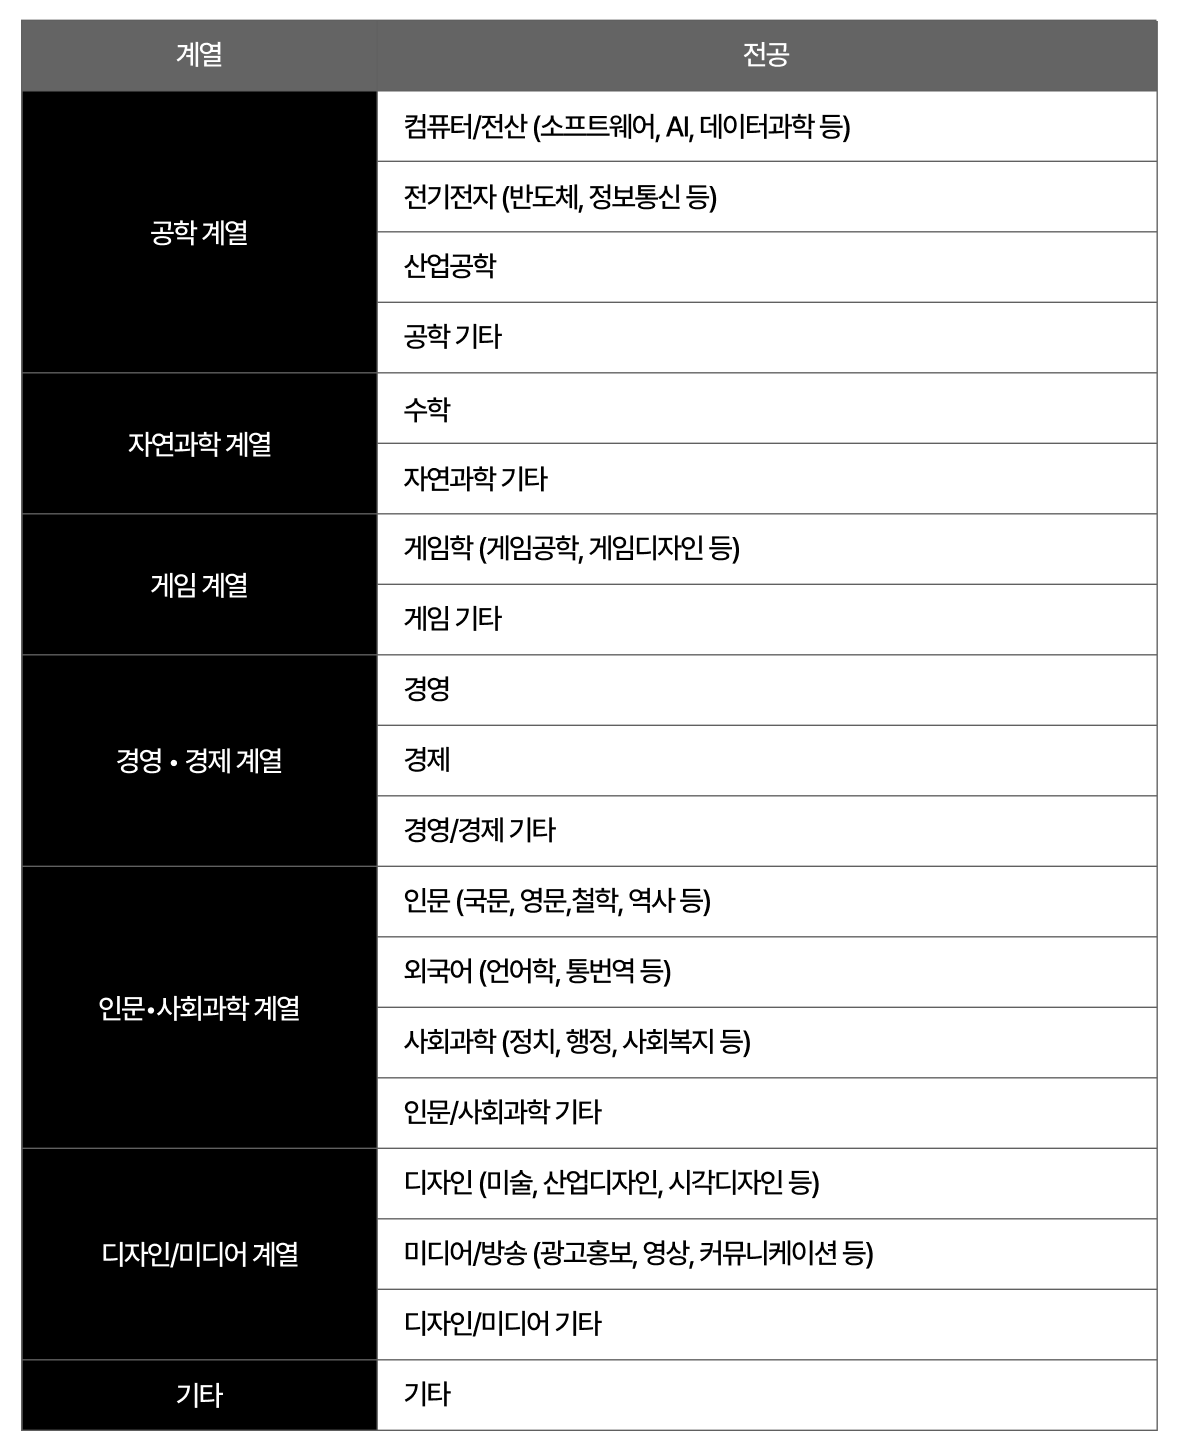 계열
전공
공학 계열
컴퓨터/전산 (소프트웨어, AI, 데이터과학 등)
전기전자 (반도체, 정보통신 등)
산업공학
공학 기타
자연과학 계열
수학
자연과학 기타
게임 계열
게임학 (게임공학, 게임디자인 등)
게임 기타
경영 • 경제 계열
경영
경제
경영/경제 기타
인문•사회과학 계열
인문 (국문, 영문,철학, 역사 등)
외국어 (언어학, 통번역 등)
사회과학 (정치, 행정, 사회복지 등)
인문/사회과학 기타
디자인/미디어 계열
디자인 (미술, 산업디자인, 시각디자인 등)
미디어/방송 (광고홍보, 영상, 커뮤니케이션 등)
디자인/미디어 기타
기타
기타